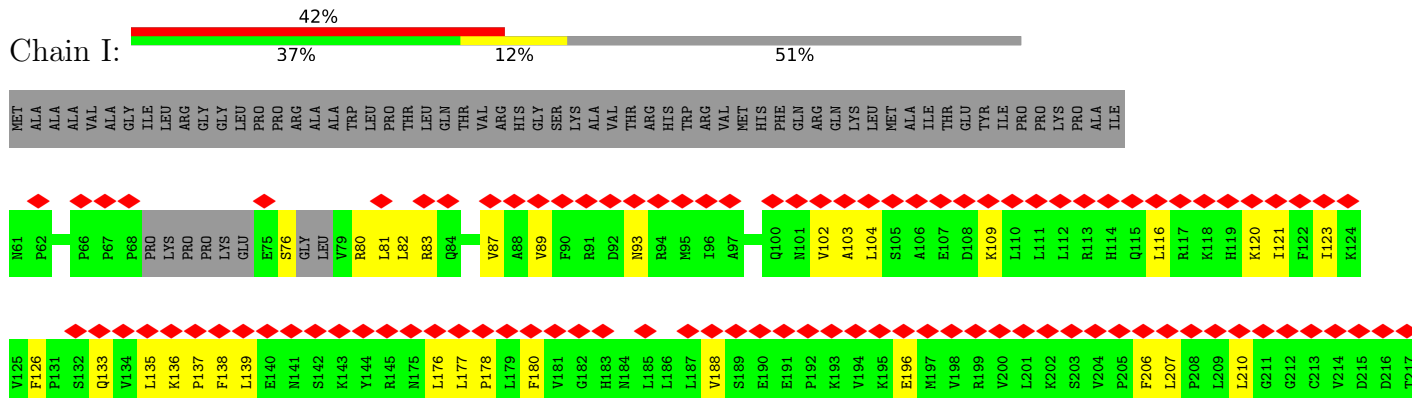 42%
Chain I:
37% 12% 51%
MET ALA ALA ALA VAL ALA GLY ILE LEU ARG GLY GLY LEU PRO PRO ARG ALA ALA TRP LEU PRO THR LEU GLN THR VAL ARG HIS GLY SER LYS ALA VAL THR ARG HIS TRP ARG VAL MET HIS PHE GLN ARG GLN LYS LEU MET ALA ILE THR GLU TYR ILE PRO PRO LYS PRO ALA ILE
N61 P62 P66 P67 P68 PRO LYS PRO PRO LYS GLU E75 S76 GLY LEU V79 R80 L81 L82 R83 Q84 V87 A88 V89 F90 R91 D92 N93 R94 M95 I96 A97 Q100 N101 V102 A103 L104 S105 A106 E107 D108 K109 L110 L111 L112 R113 H114 Q115 L116 R117 K118 H119 K120 I121 F122 I123 K124
V125 F126 P131 S132 Q133 V134 L135 K136 P137 F138 L139 E140 N141 S142 K143 Y144 R145 N175 L176 L177 P178 L179 F180 V181 G182 H183 N184 L185 L186 L187 V188 S189 E190 E191 P192 K193 V194 K195 E196 M197 V198 R199 V200 L201 K202 S203 V204 P205 F206 L207 P208 L209 L210 G211 G212 C213 V214 D215 D216 T217